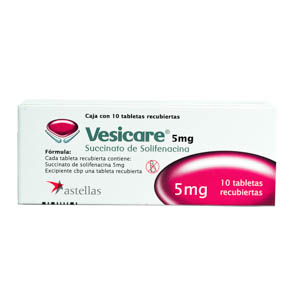 Caja con 10 tabletas recubiertas
Vesicare® 5mg
Succinato de Solifenacina
Fórmula:
Cada tableta recubierta contiene:
Succinato de solifenacina 5mg
Excipiente cbp una tableta recubierta
5mg
10 tabletas
recubiertas
astellas